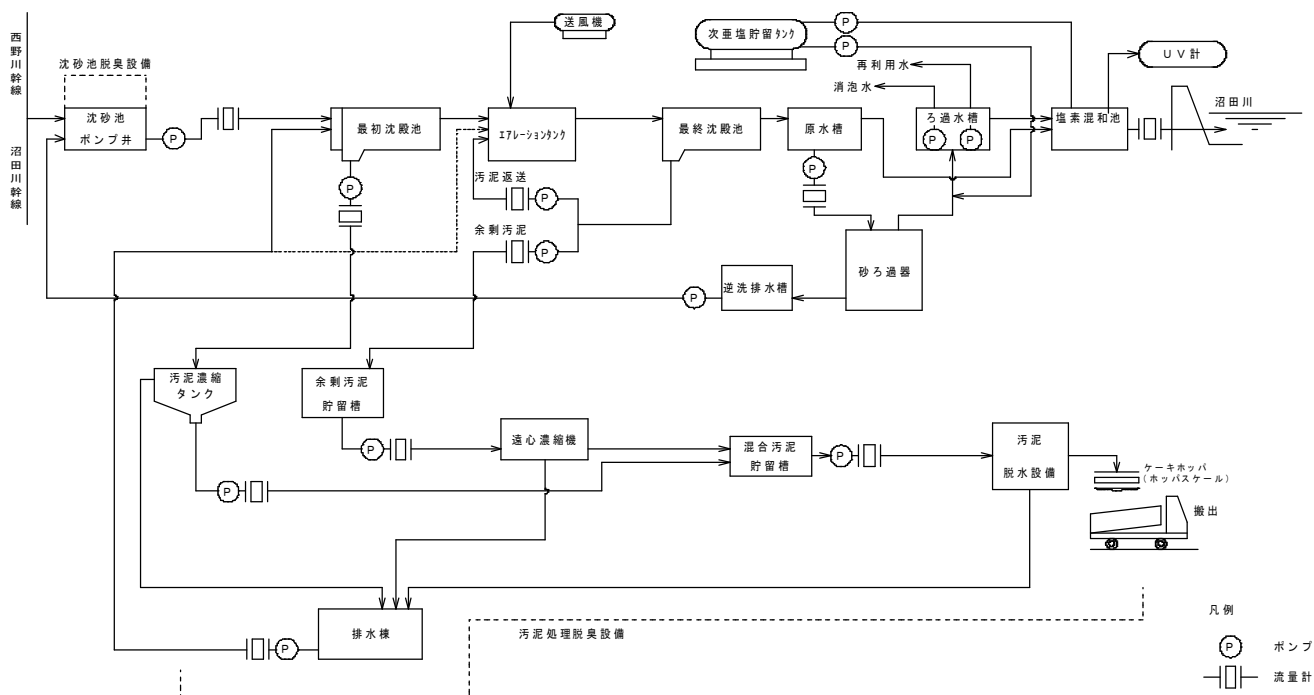 西野川幹線
沼田川幹線
沈砂池脱臭設備
沈砂池
ポンプ井
P
最初沈殿池
P
送風機
エアレーションタンク
汚泥返送
P
余剰汚泥
P
最終沈殿池
次亜塩貯留タンク
P
P
原水槽
P
消泡水
再利用水
ろ過水槽
P
P
塩素混和池
UV計
沼田川
砂ろ過器
逆洗排水槽
P
汚泥濃縮
タンク
P
余剰汚泥
貯留槽
P
遠心濃縮機
混合汚泥
貯留槽
P
汚泥
脱水設備
ケーキホッパ
(ホッパスケール)
搬出
排水棟
P
汚泥処理脱臭設備
凡例
P
ポンプ
流量計